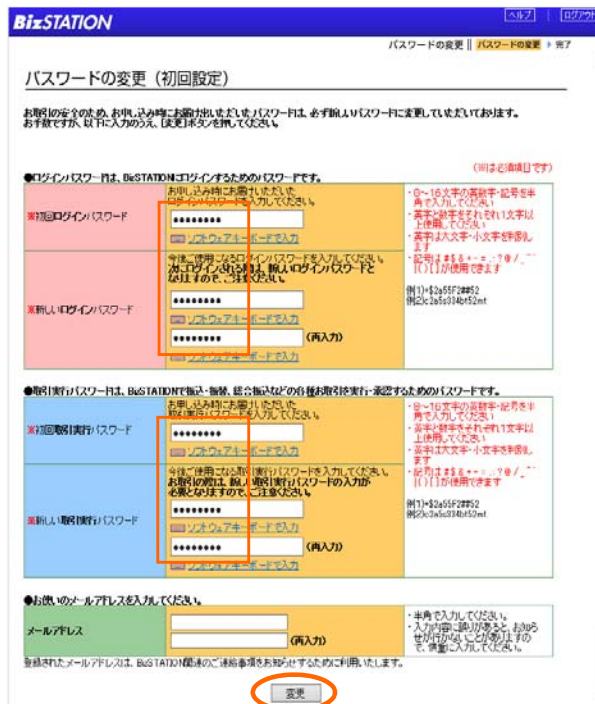 BizSTATION
ヘルプ | ログアウト
パスワードの変更 || パスワードの変更 ▶ 完了
パスワードの変更（初回設定）
お取引の安全のため、お申し込み時にお届け出いただいたパスワードは、必ず新しいパスワードに変更していただいております。
お手数ですが、以下に入力のうえ、[変更]ボタンを押してください。
(※は必須項目です)
●ログインパスワードは、BizSTATIONにログインするためのパスワードです。
※初回ログインパスワード
お申し込み時にお届けいただいた
ログインパスワードを入力してください。
●●●●●●●●
ソフトウェアキーボードで入力
※新しいログインパスワード
今後ご使用になるログインパスワードを入力してください。
次にログインされる際は、新しいログインパスワードと
なりますので、ご注意ください。
●●●●●●●●
ソフトウェアキーボードで入力
●●●●●●●● (再入力)
ソフトウェアキーボードで入力
・8～16文字の英数字・記号を半
角で入力してください
・英字と数字をそれぞれ1文字以
上使用してください
・英字は大文字・小文字を判別し
ます
が使用できます
例1)+$2a55F2##52
例2)c2a5s334bt52mt
●取引実行パスワードは、BizSTATIONで振込・振替、総合振込などの各種お取引を実行・承認するためのパスワードです。
※初回取引実行パスワード
お申し込み時にお届けいただいた
取引実行パスワードを入力してください。
●●●●●●●●
ソフトウェアキーボードで入力
※新しい取引実行パスワード
今後ご使用になる取引実行パスワードを入力してください。
お取引の際は、新しい取引実行パスワードの入力が
必要となりますので、ご注意ください。
●●●●●●●●
ソフトウェアキーボードで入力
●●●●●●●● (再入力)
ソフトウェアキーボードで入力
・8～16文字の英数字・記号を半
角で入力してください
・英字と数字をそれぞれ1文字以
上使用してください
・英字は大文字・小文字を判別し
ます
が使用できます
例1)+$2a55F2##52
例2)c2a5s334bt52mt
●お使いのメールアドレスを入力してください。
メールアドレス
(再入力)
・半角で入力してください。
・入力内容に誤りがあると、お知ら
せが行かないことがありますの
で、慎重に入力してください。
登録されたメールアドレスは、BizSTATION関連のご連絡事項をお知らせするために利用いたします。
変更